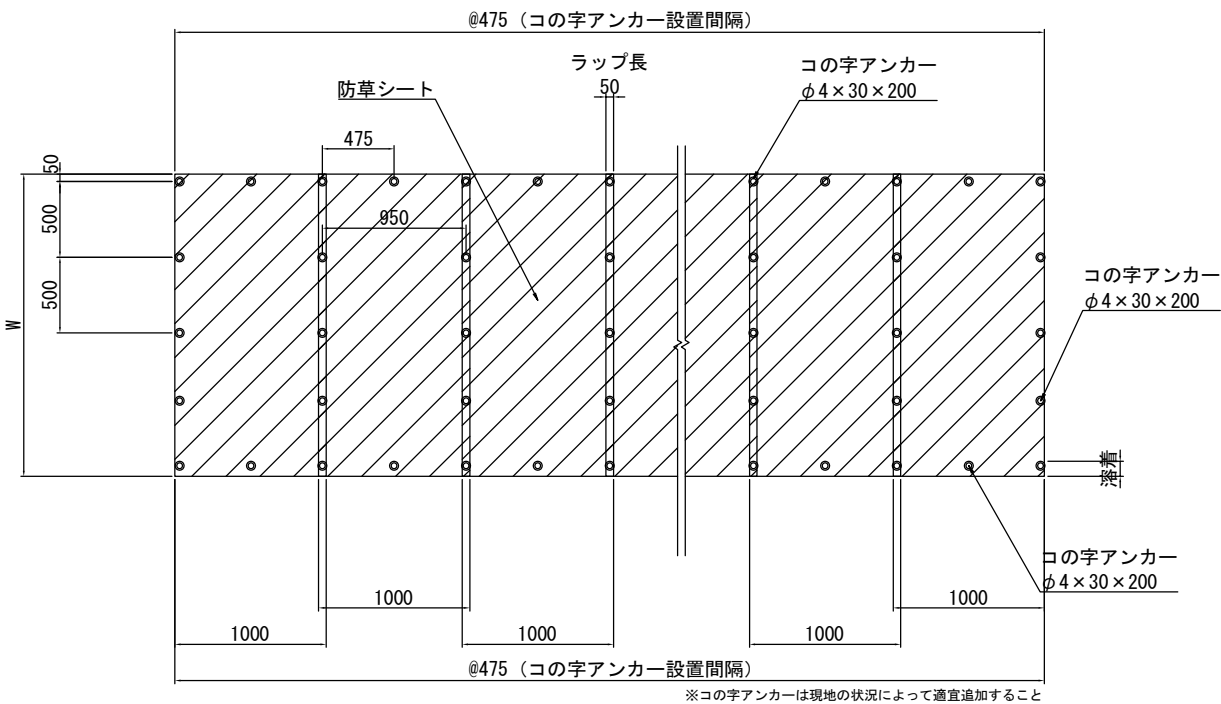 @475（コの字アンカー設置間隔）
ラップ長
50
コの字アンカー
φ4×30×200
防草シート
475
50
500
950
500
W
コの字アンカー
φ4×30×200
溶着
コの字アンカー
φ4×30×200
1000
1000
1000
1000
1000
@475（コの字アンカー設置間隔）
※コの字アンカーは現地の状況によって適宜追加すること